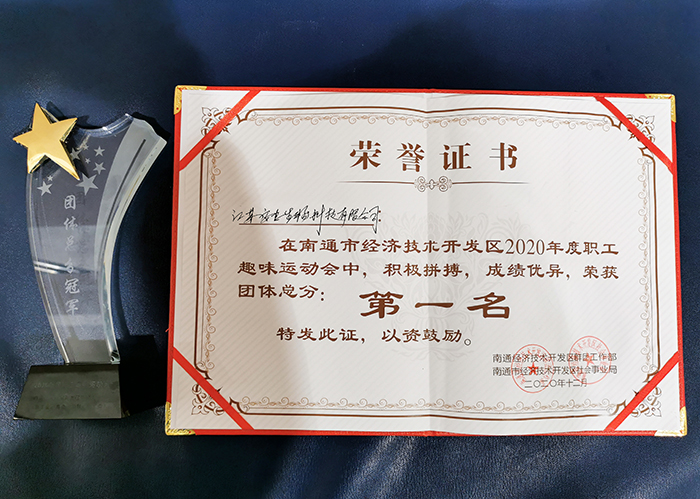 团体总分冠军
荣誉证书
江苏 生物科技有限公司:
在南通市经济技术开发区2020年度职工
趣味运动会中，积极拼搏，成绩优异，荣获
团体总分：第一名
特发此证，以资鼓励。
南通经济技术开发区群团工作部
南通市经济技术开发区社会事业局
二〇二〇年十二月